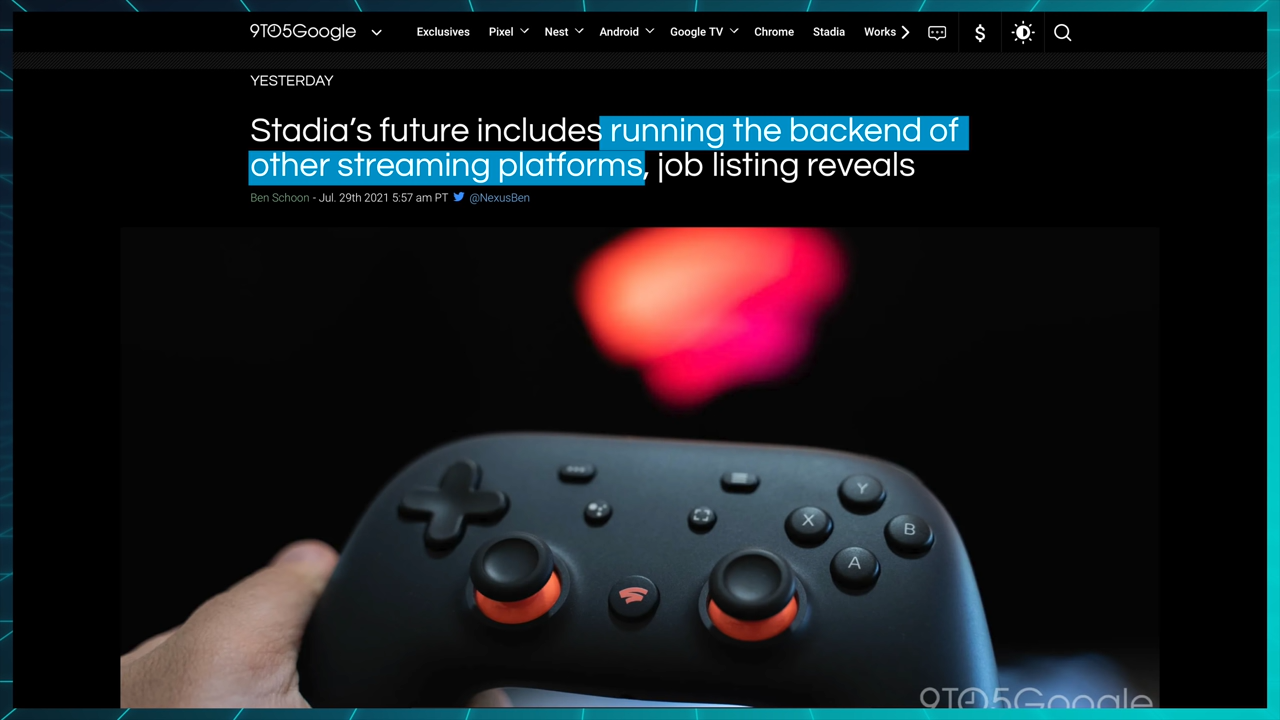 9TO5Google Exclusives Pixel Nest Android Google TV Chrome Stadia Works $
YESTERDAY
Stadia’s future includes running the backend of
other streaming platforms, job listing reveals
Ben Schoon - Jul. 29th 2021 5:57 am PT @NexusBen
Y
X B
A
9TO5Google